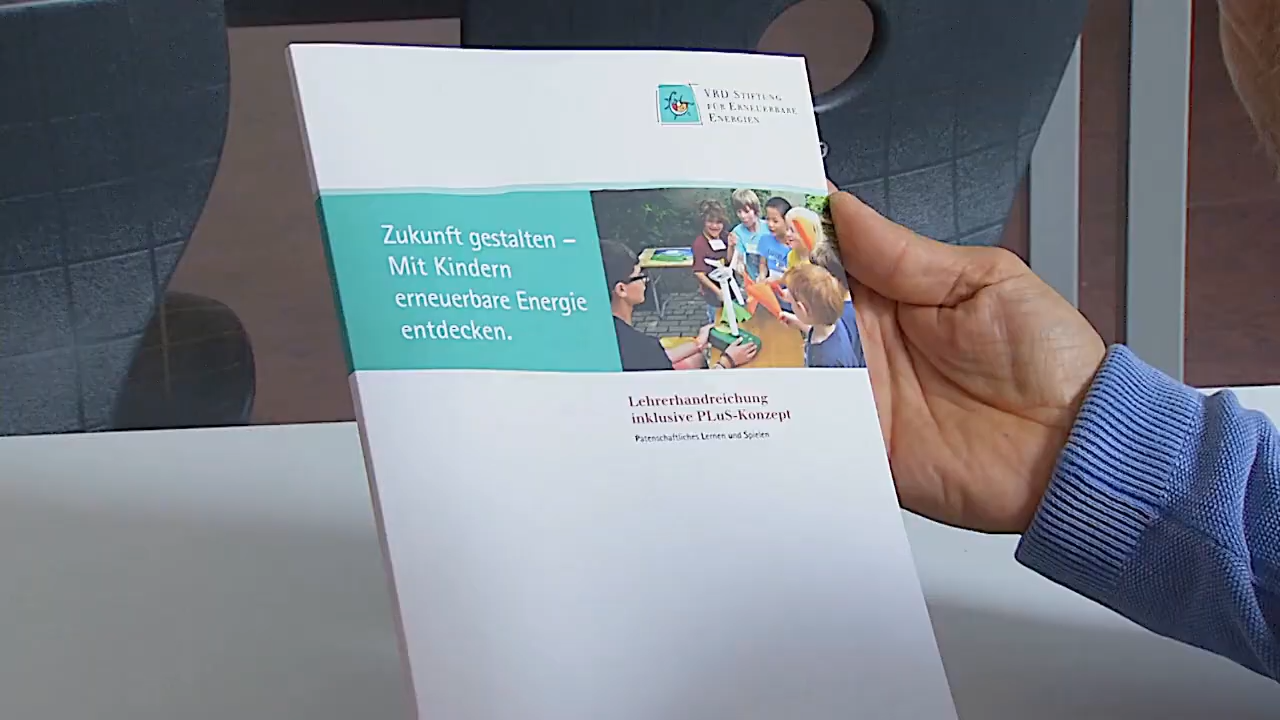 VRD STIFTUNG
FÜR ERNEUERBARE
ENERGIEN
Zukunft gestalten –
Mit Kindern
erneuerbare Energie
entdecken.
Lehrerhandreichung
inklusive PLuS-Konzept
Patenschaftliches Lernen und Spielen